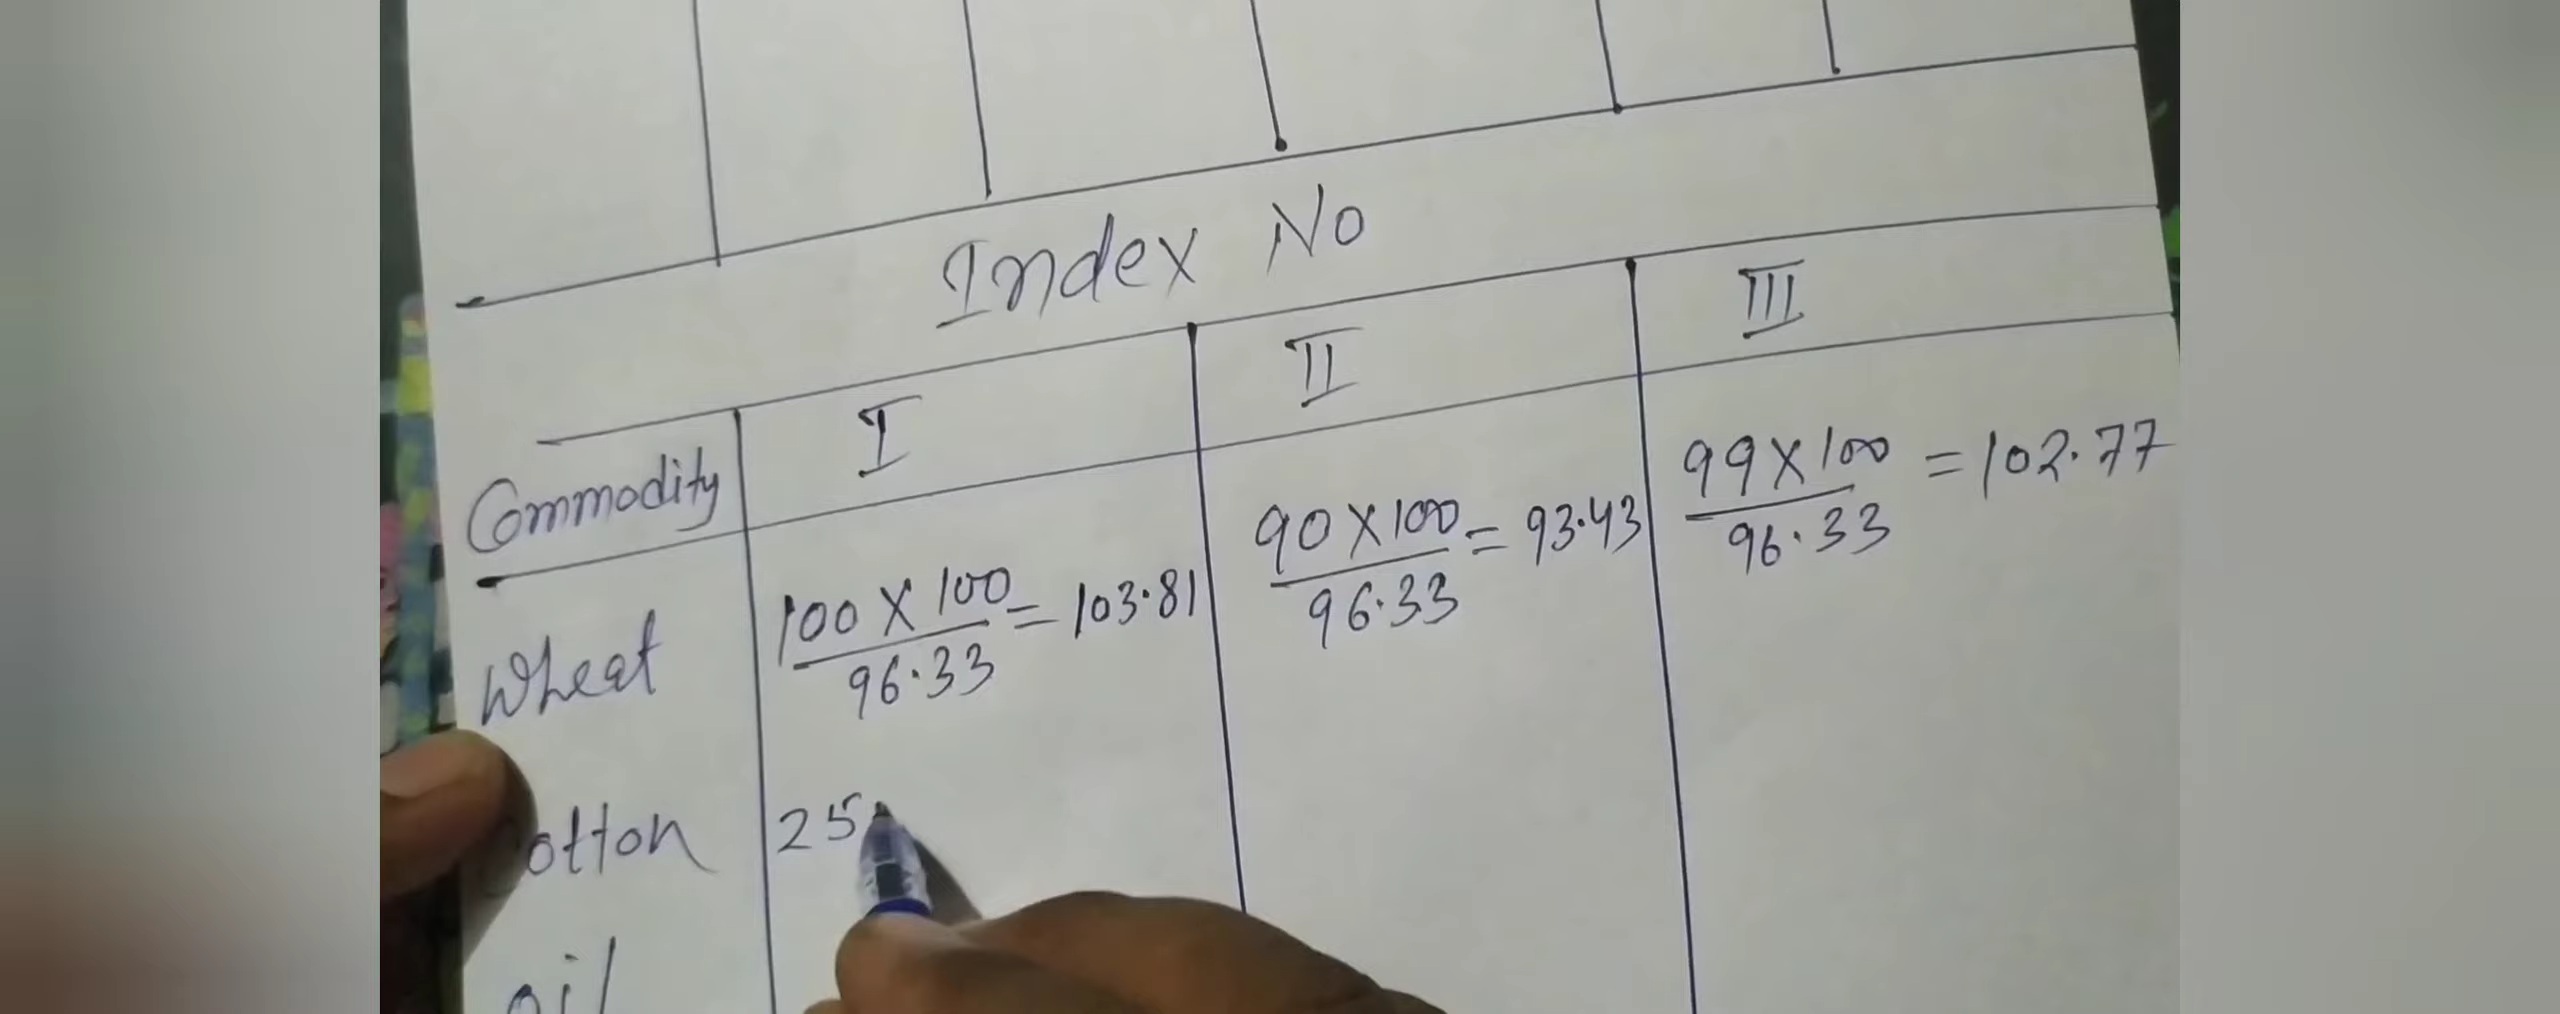 Index No
Commodity I II III
Wheat 100 X 100 / 96.33 = 103.81 90 X 100 / 96.33 = 93.43 99 X 100 / 96.33 = 102.77
otton 25
oil